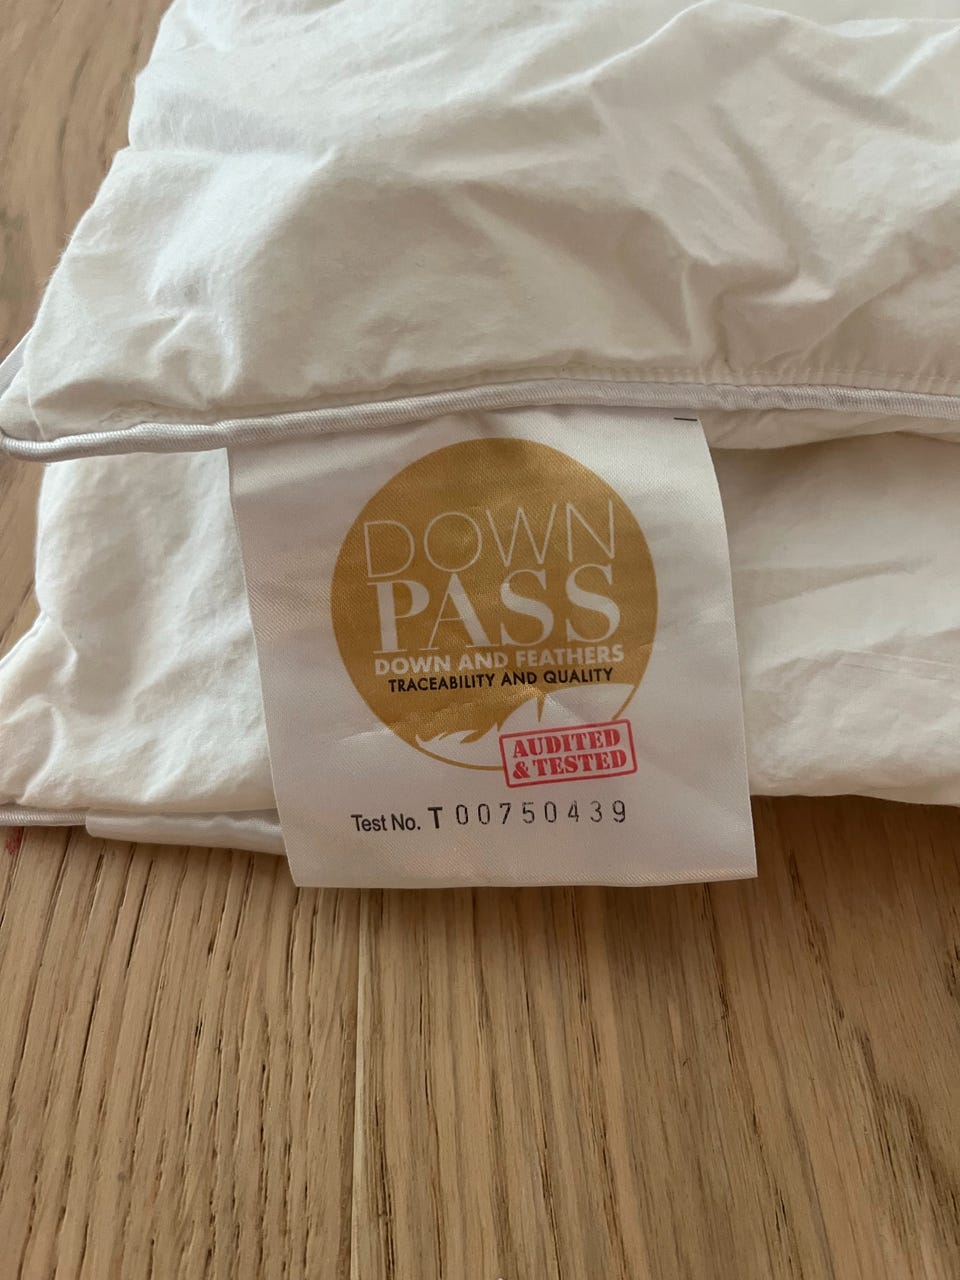 DOWN
PASS
DOWN AND FEATHERS
TRACEABILITY AND QUALITY
AUDITED
& TESTED
Test No. T 00750439